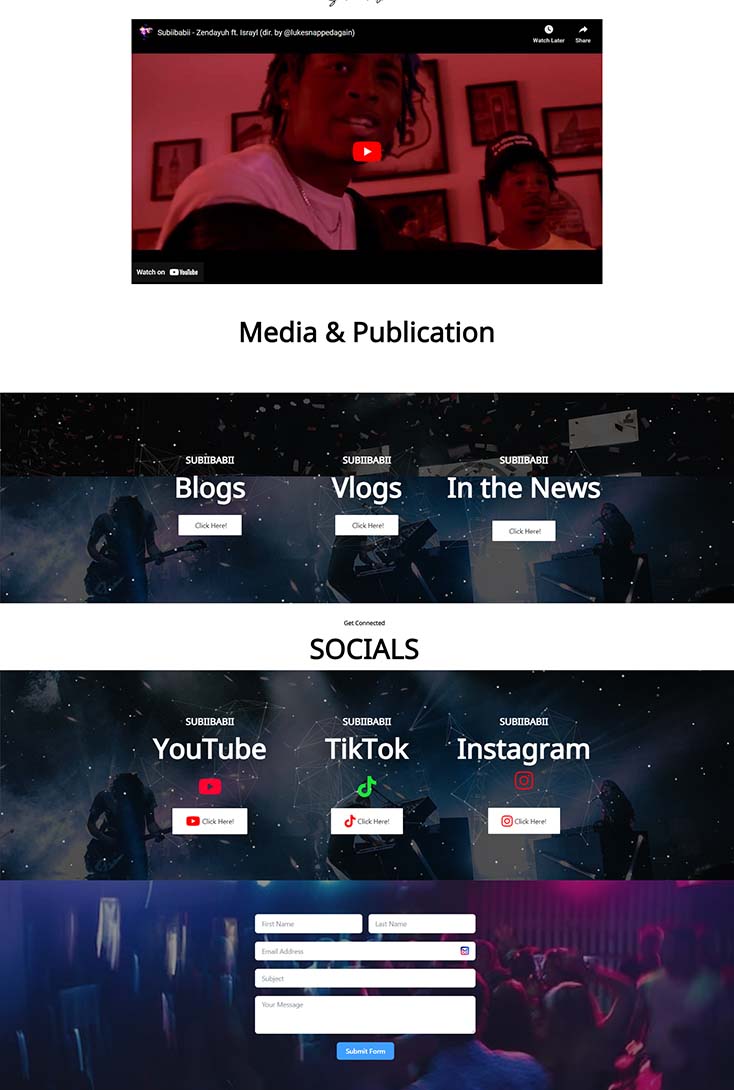 Subiibabii - Zendayuh ft. Israyl (dir. by @lukesnappedagain)
Watch Later
Share
Watch on YouTube
Media & Publication
SUBIIBABII
SUBIIBABII
SUBIIBABII
Blogs
Vlogs
In the News
Click Here!
Click Here!
Click Here!
Get Connected
SOCIALS
SUBIIBABII
SUBIIBABII
SUBIIBABII
YouTube
TikTok
Instagram
Click Here!
Click Here!
Click Here!
First Name
Last Name
Email Address
Subject
Your Message
Submit Form